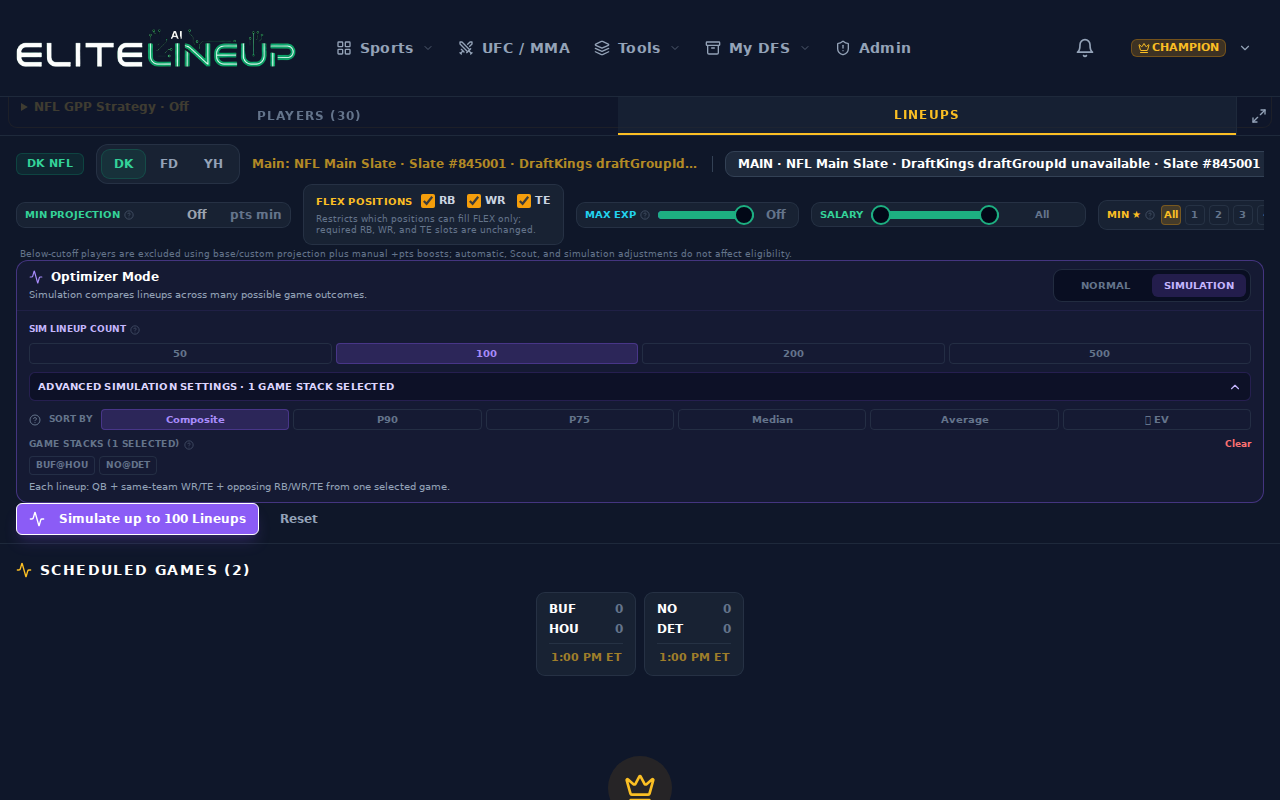 AI
ELITELINEUP
Sports
UFC / MMA
Tools
My DFS
Admin
CHAMPION
NFL GPP Strategy · Off
PLAYERS (30)
LINEUPS
DK NFL
DK
FD
YH
Main: NFL Main Slate · Slate #845001 · DraftKings draftGroupId…
MAIN · NFL Main Slate · DraftKings draftGroupId unavailable · Slate #845001
MIN PROJECTION
Off
pts min
FLEX POSITIONS
RB
WR
TE
Restricts which positions can fill FLEX only;
required RB, WR, and TE slots are unchanged.
MAX EXP
Off
SALARY
All
MIN ★
All
1
2
3
Below-cutoff players are excluded using base/custom projection plus manual +pts boosts; automatic, Scout, and simulation adjustments do not affect eligibility.
Optimizer Mode
Simulation compares lineups across many possible game outcomes.
NORMAL
SIMULATION
SIM LINEUP COUNT
50
100
200
500
ADVANCED SIMULATION SETTINGS · 1 GAME STACK SELECTED
SORT BY
Composite
P90
P75
Median
Average
EV
GAME STACKS (1 SELECTED)
Clear
BUF@HOU
NO@DET
Each lineup: QB + same-team WR/TE + opposing RB/WR/TE from one selected game.
Simulate up to 100 Lineups
Reset
SCHEDULED GAMES (2)
BUF 0
HOU 0
1:00 PM ET
NO 0
DET 0
1:00 PM ET